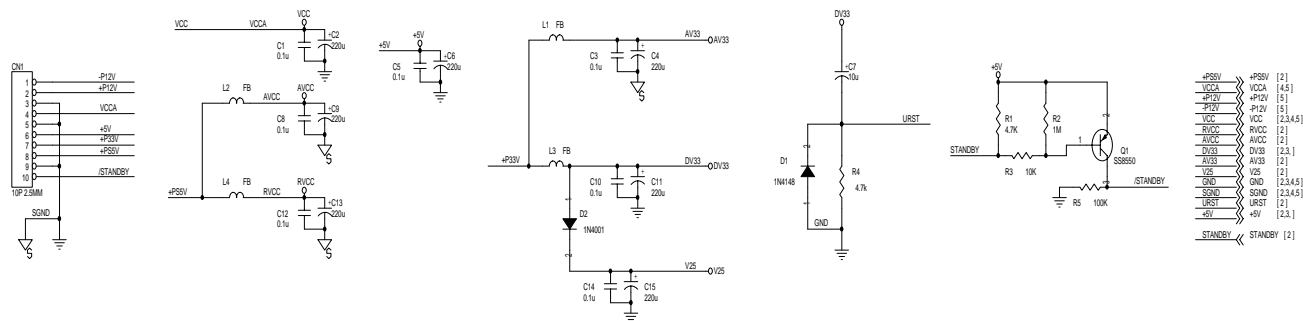 CN1
1 -P12V
2 +P12V
3
4 VCCA
5
6 +5V
7 +P33V
8 +PS5V
9
10 /STANDBY
10P 2.5MM
SGND
S
VCC VCCA VCC
C1
0.1u
+ C2
220u
+PS5V
L2 FB AVCC AVCC
C8
0.1u
+ C9
220u
S
L4 FB RVCC RVCC
C12
0.1u
+ C13
220u
S
+5V +5V
C5
0.1u
+ C6
220u
+P33V
L1 FB AV33 AV33
C3
0.1u
+ C4
220u
S
L3 FB DV33 DV33
C10
0.1u
+ C11
220u
1
D2
1N4001
2
V25 V25
C14
0.1u
+ C15
220u
DV33
+ C7
10u
URST
2
D1
1N4148
1
R4
4.7k
GND
+5V
R1
4.7K
R2
1M
STANDBY
R3 10K
1
2
3
Q1
SS8550
/STANDBY
R5 100K
+PS5V +PS5V [2]
VCCA VCCA [4,5]
+P12V +P12V [5]
-P12V -P12V [5]
VCC VCC [2,3,4,5]
RVCC RVCC [2]
AVCC AVCC [2]
DV33 DV33 [2,3,]
AV33 AV33 [2]
V25 V25 [2]
GND GND [2,3,4,5]
SGND SGND [2,3,4,5]
URST URST [2]
+5V +5V [2,3,]
STANDBY STANDBY [2]